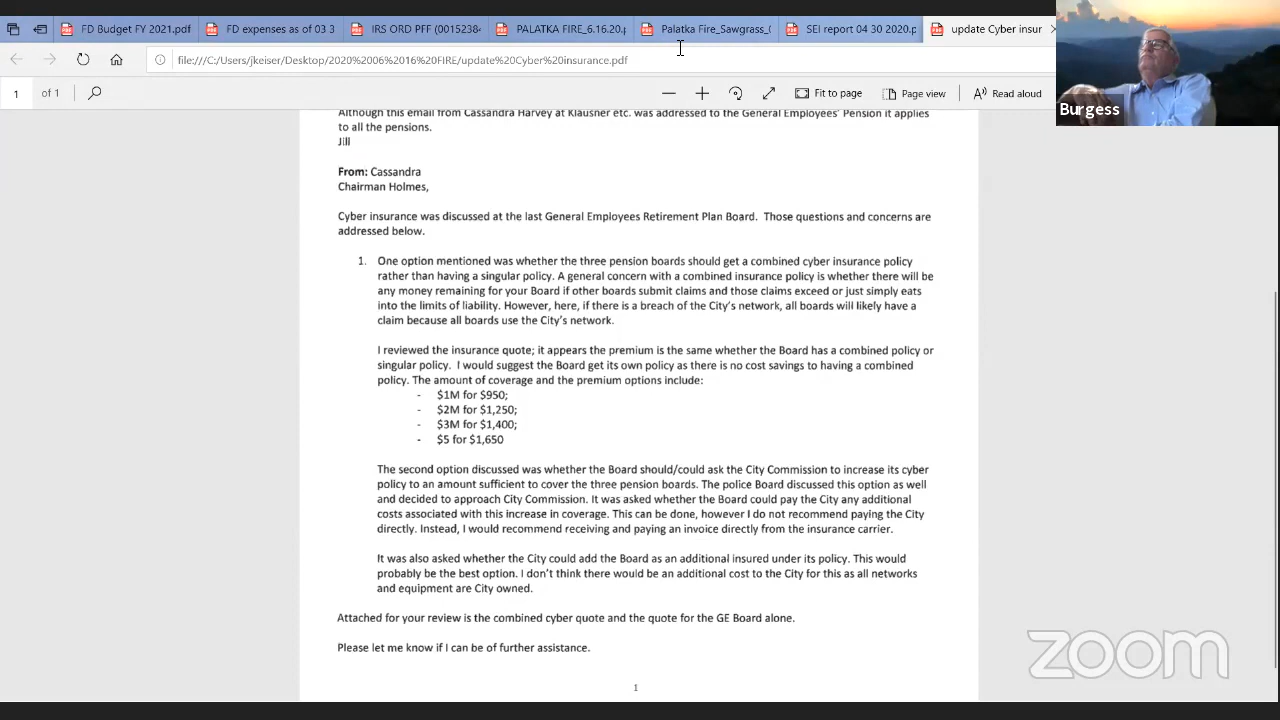 FD Budget FY 2021.pdf
FD expenses as of 03 3
IRS ORD PFF (0015238
PALATKA FIRE_6.16.20.p
Palatka Fire_Sawgrass_(
SEI report 04 30 2020.p
update Cyber insur
file:///C:/Users/jkeiser/Desktop/2020%2006%2016%20FIRE/update%20Cyber%20insurance.pdf
1 of 1
Fit to page
Page view
Read aloud
Burgess
Although this email from Cassandra Harvey at Klausner etc. was addressed to the General Employees' Pension it applies
to all the pensions.
Jill
From: Cassandra
Chairman Holmes,
Cyber insurance was discussed at the last General Employees Retirement Plan Board. Those questions and concerns are
addressed below.
1. One option mentioned was whether the three pension boards should get a combined cyber insurance policy
rather than having a singular policy. A general concern with a combined insurance policy is whether there will be
any money remaining for your Board if other boards submit claims and those claims exceed or just simply eats
into the limits of liability. However, here, if there is a breach of the City's network, all boards will likely have a
claim because all boards use the City's network.
I reviewed the insurance quote; it appears the premium is the same whether the Board has a combined policy or
singular policy. I would suggest the Board get its own policy as there is no cost savings to having a combined
policy. The amount of coverage and the premium options include:
- $1M for $950;
- $2M for $1,250;
- $3M for $1,400;
- $5 for $1,650
The second option discussed was whether the Board should/could ask the City Commission to increase its cyber
policy to an amount sufficient to cover the three pension boards. The police Board discussed this option as well
and decided to approach City Commission. It was asked whether the Board could pay the City any additional
costs associated with this increase in coverage. This can be done, however I do not recommend paying the City
directly. Instead, I would recommend receiving and paying an invoice directly from the insurance carrier.
It was also asked whether the City could add the Board as an additional insured under its policy. This would
probably be the best option. I don't think there would be an additional cost to the City for this as all networks
and equipment are City owned.
Attached for your review is the combined cyber quote and the quote for the GE Board alone.
Please let me know if I can be of further assistance.
1
zoom